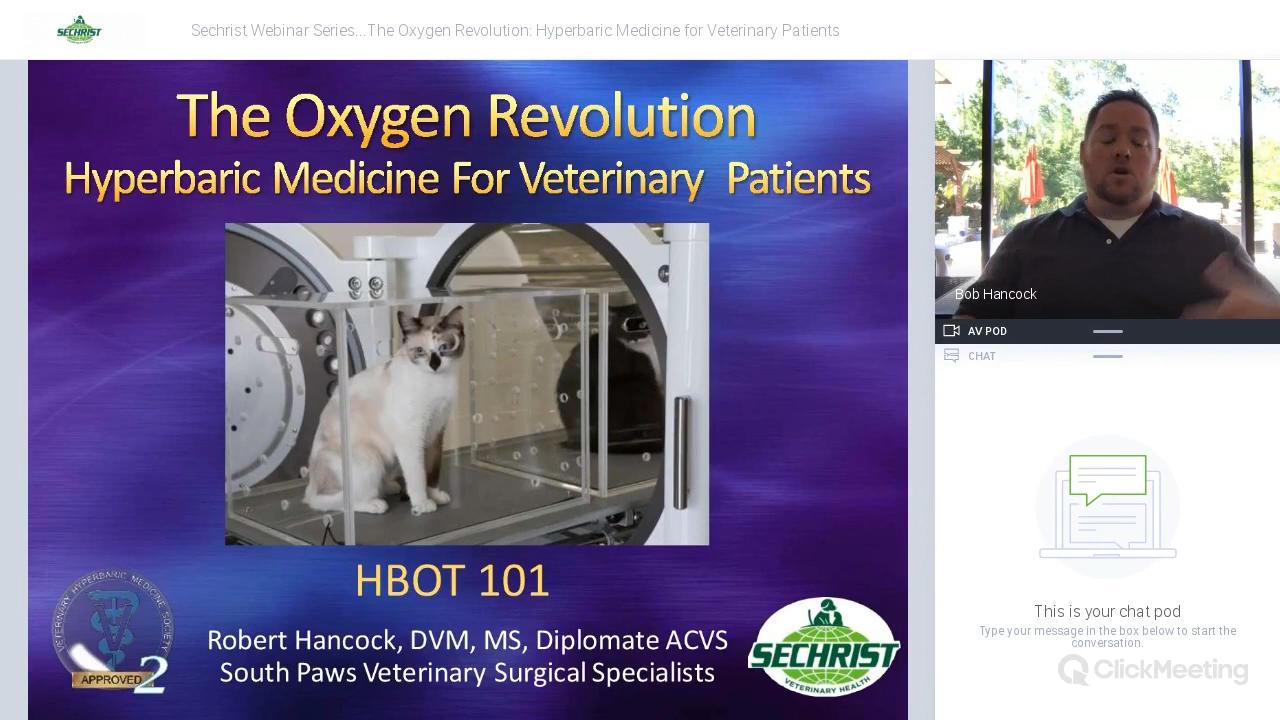 SECHRIST
Sechrist Webinar Series...The Oxygen Revolution: Hyperbaric Medicine for Veterinary Patients
The Oxygen Revolution
Hyperbaric Medicine For Veterinary Patients
HBOT 101
Robert Hancock, DVM, MS, Diplomate ACVS
South Paws Veterinary Surgical Specialists
VETERINARY HYPERBARIC MEDICINE SOCIETY
APPROVED
2
SECHRIST
VETERINARY HEALTH
Bob Hancock
AV POD
CHAT
This is your chat pod
Type your message in the box below to start the
conversation.
ClickMeeting